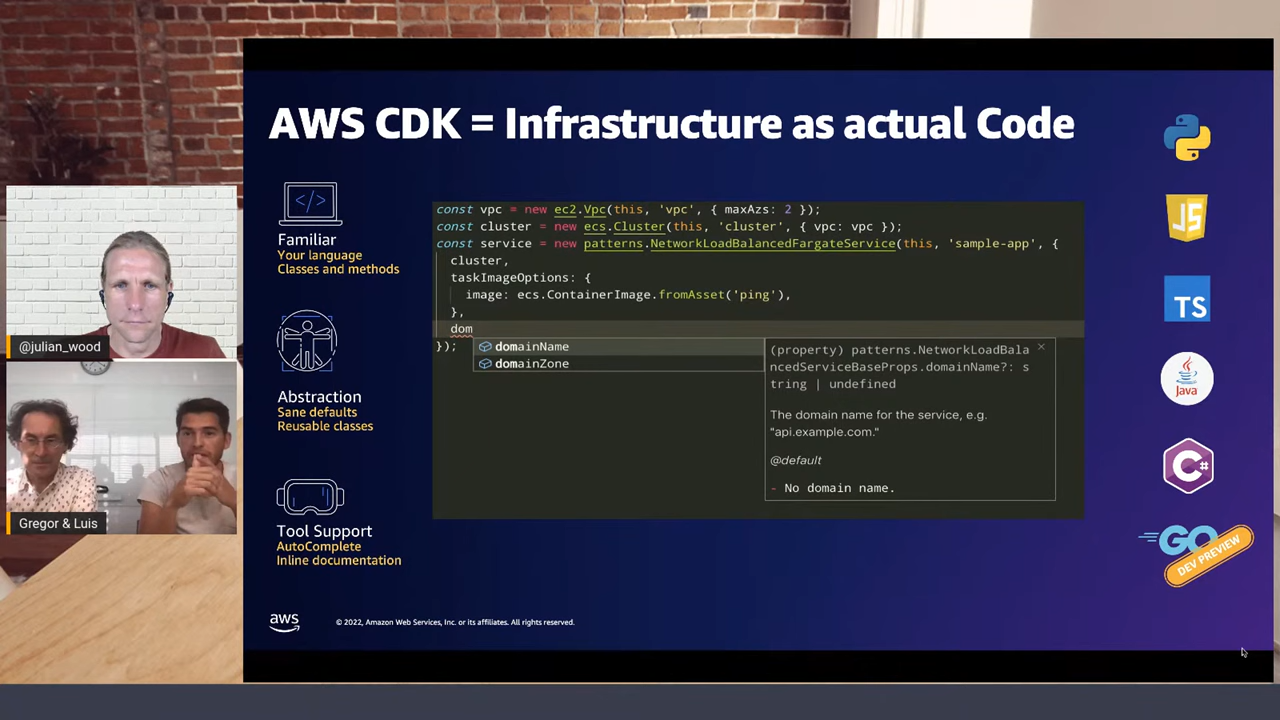 AWS CDK = Infrastructure as actual Code
Familiar
Your language
Classes and methods
Abstraction
Sane defaults
Reusable classes
Tool Support
AutoComplete
Inline documentation
const vpc = new ec2.Vpc(this, 'vpc', { maxAzs: 2 });
const cluster = new ecs.Cluster(this, 'cluster', { vpc: vpc });
const service = new patterns.NetworkLoadBalancedFargateService(this, 'sample-app', {
cluster,
taskImageOptions: {
image: ecs.ContainerImage.fromAsset('ping'),
},
dom
});
domainName
domainZone
(property) patterns.NetworkLoadBala
ncedServiceBaseProps.domainName?: s
tring | undefined
The domain name for the service, e.g.
"api.example.com."
@default
- No domain name.
JS
TS
Java
C#
GO
DEV PREVIEW
@julian_wood
Gregor & Luis
aws
© 2022, Amazon Web Services, Inc. or its affiliates. All rights reserved.